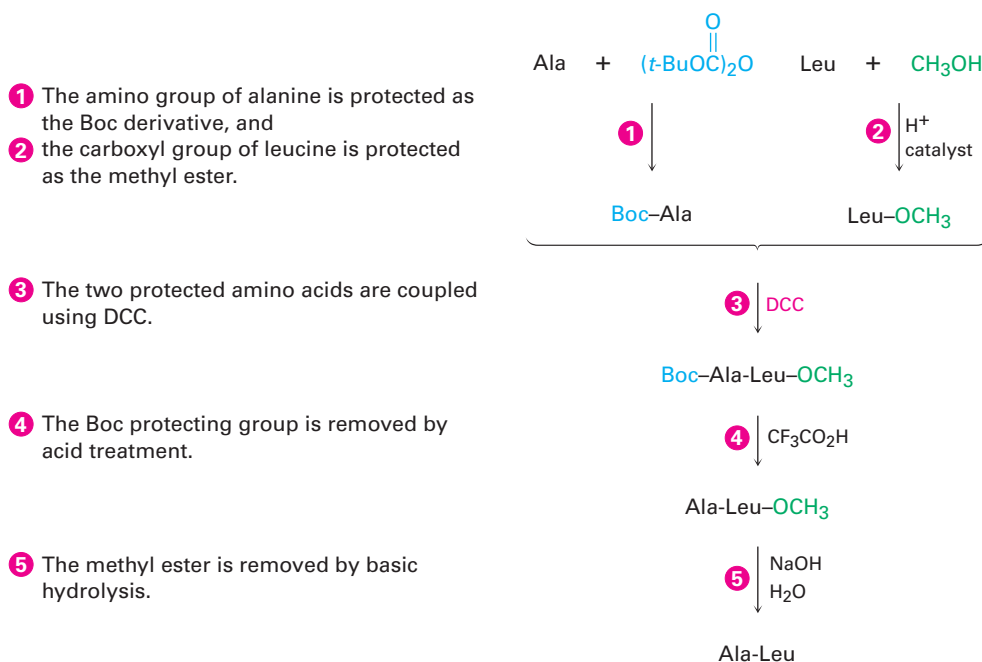 O
Ala + (t-BuOC)2O Leu + CH3OH
1 The amino group of alanine is protected as
the Boc derivative, and
2 the carboxyl group of leucine is protected
as the methyl ester.
1
2 H+
catalyst
Boc–Ala Leu–OCH3
3 The two protected amino acids are coupled
using DCC.
3 DCC
Boc–Ala-Leu–OCH3
4 The Boc protecting group is removed by
acid treatment.
4 CF3CO2H
Ala-Leu–OCH3
5 The methyl ester is removed by basic
hydrolysis.
5 NaOH
H2O
Ala-Leu